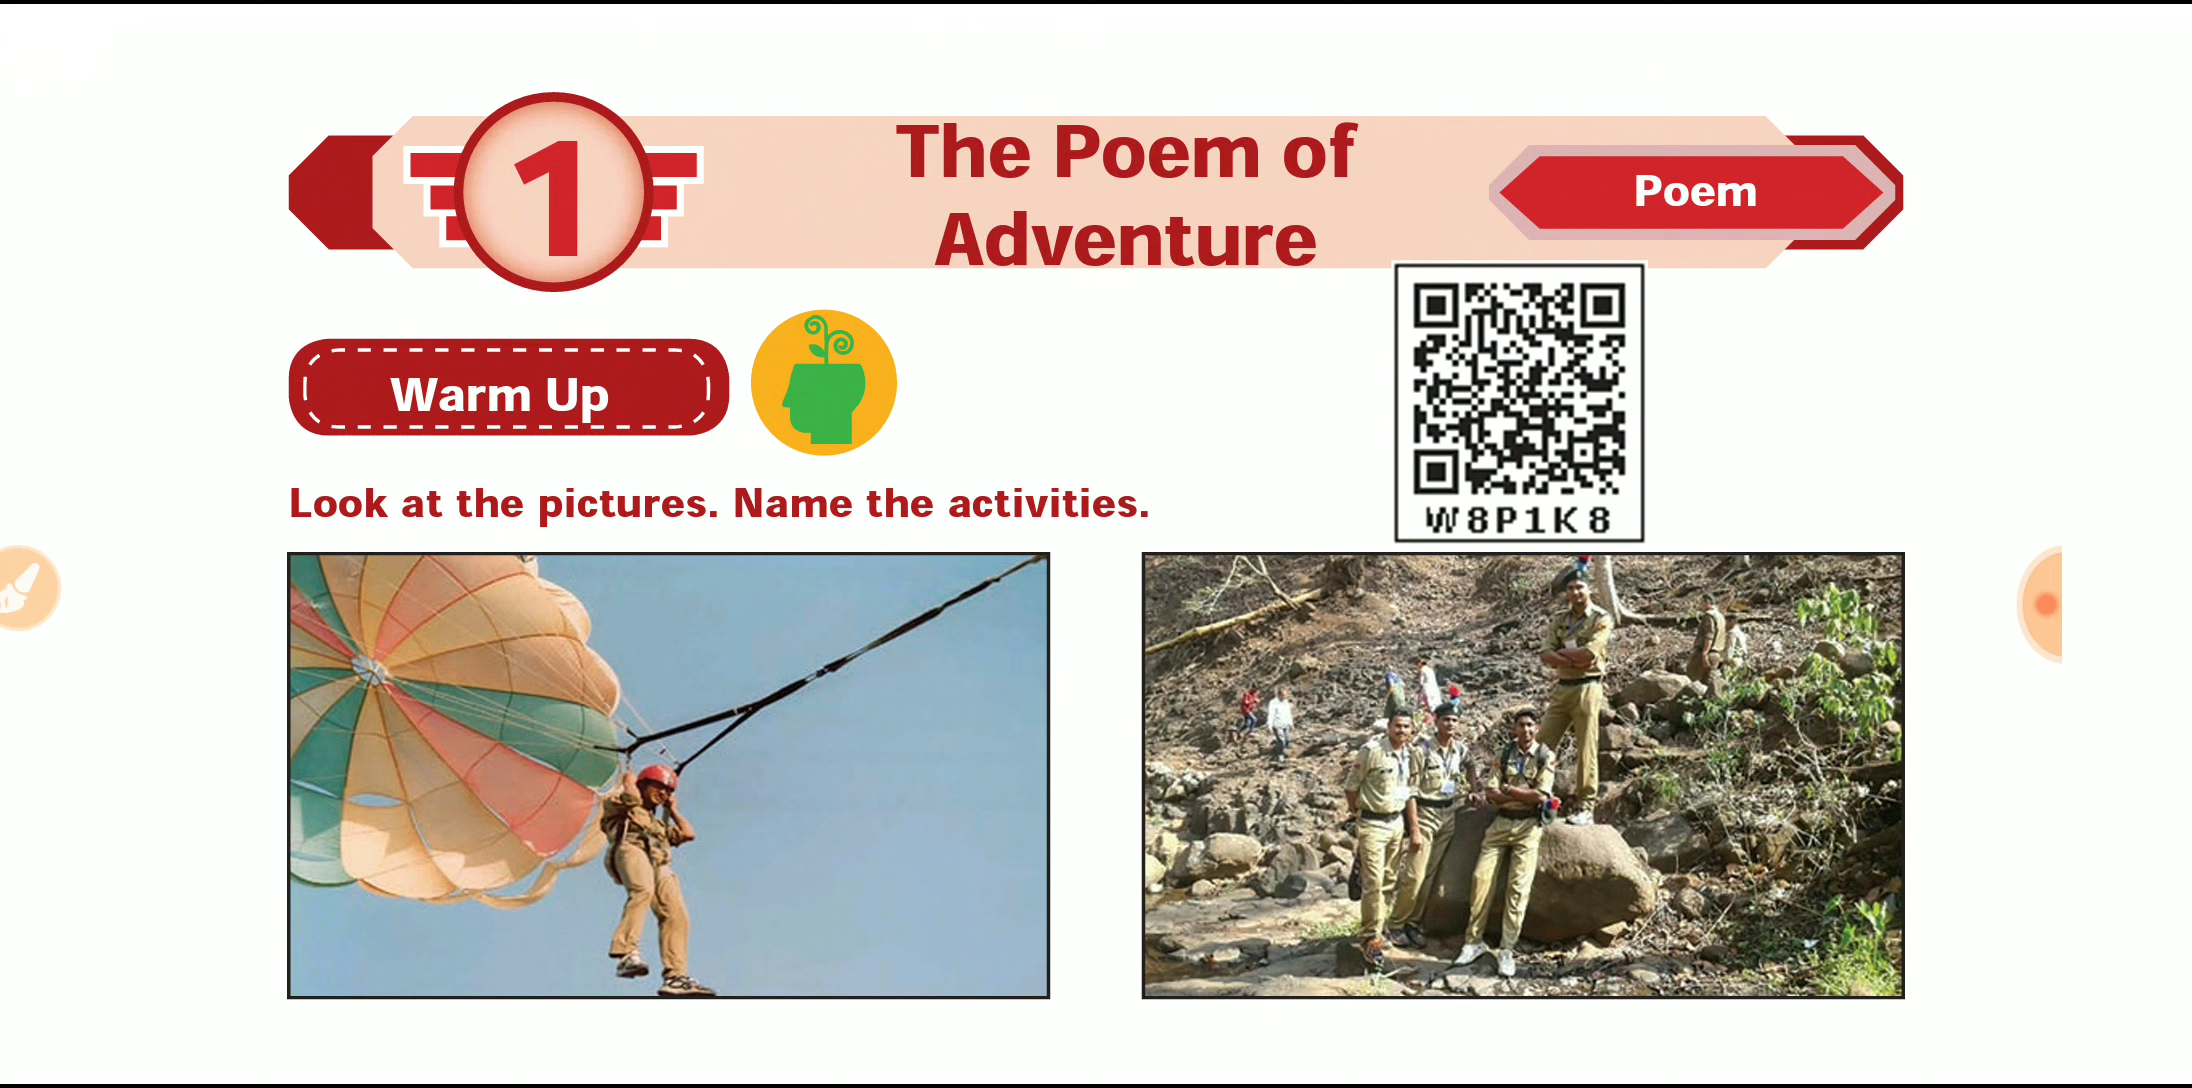 1
The Poem of
Adventure
Poem
Warm Up
W8P1K8
Look at the pictures. Name the activities.